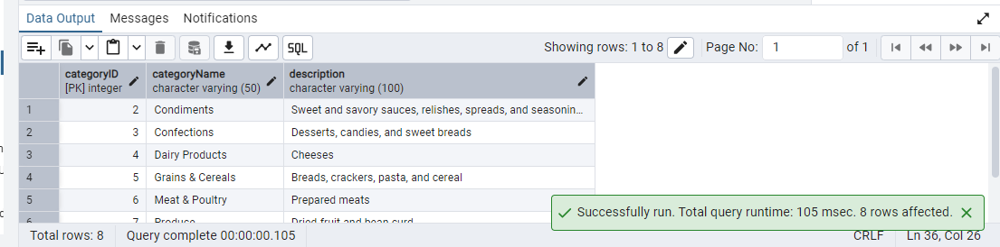 Data Output Messages Notifications
SQL Showing rows: 1 to 8 Page No: 1 of 1
categoryID categoryName description
[PK] integer character varying (50) character varying (100)
1 2 Condiments Sweet and savory sauces, relishes, spreads, and seasonin...
2 3 Confections Desserts, candies, and sweet breads
3 4 Dairy Products Cheeses
4 5 Grains & Cereals Breads, crackers, pasta, and cereal
5 6 Meat & Poultry Prepared meats
6 7 Produce Dried fruit and bean curd
Successfully run. Total query runtime: 105 msec. 8 rows affected.
Total rows: 8 Query complete 00:00:00.105 CRLF Ln 36, Col 26